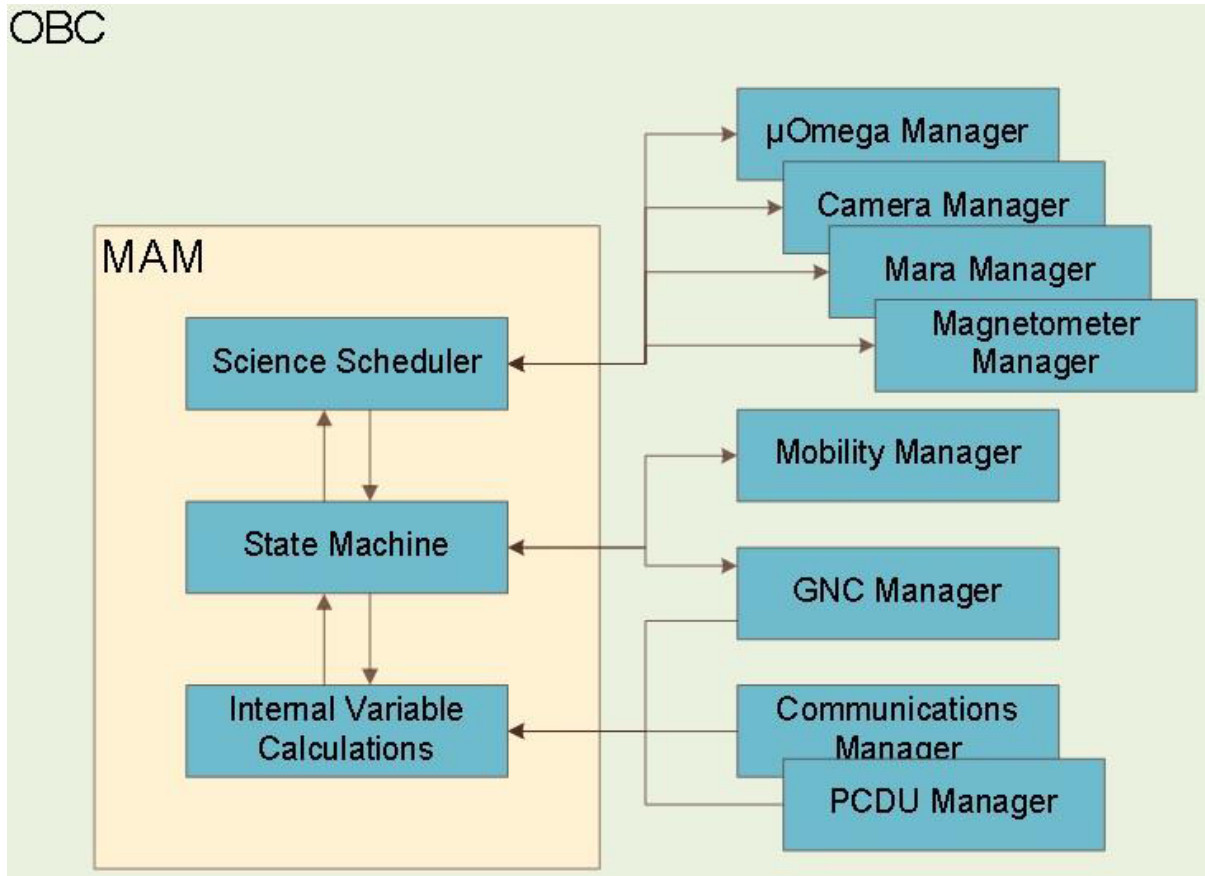 OBC
µOmega Manager
Camera Manager
MAM
Mara Manager
Magnetometer
Manager
Science Scheduler
Mobility Manager
State Machine
GNC Manager
Internal Variable
Calculations
Communications
Manager
PCDU Manager